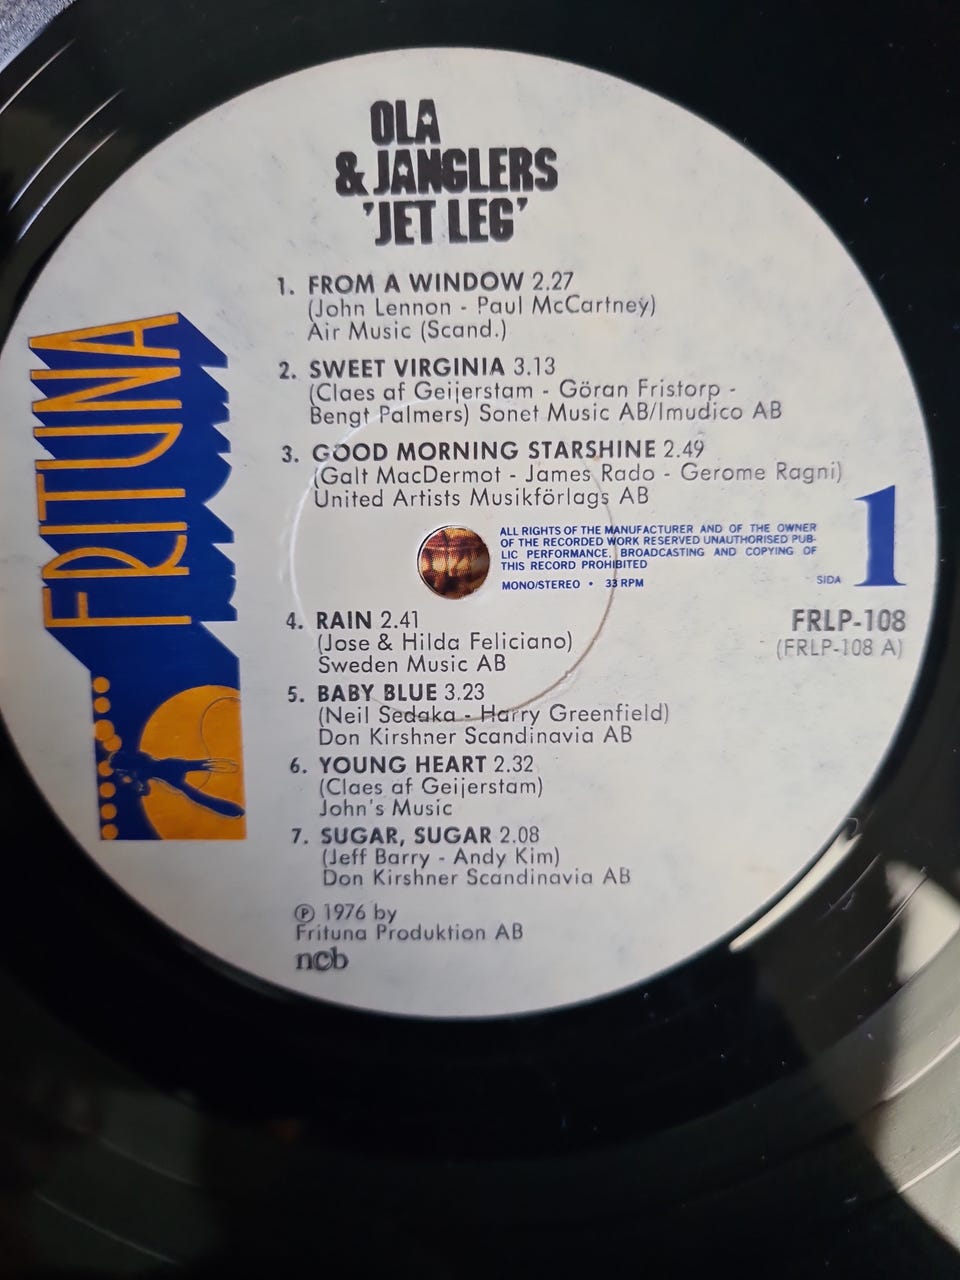 OLA
& JANGLERS
'JET LEG'
1. FROM A WINDOW 2.27
(John Lennon - Paul McCartney)
Air Music (Scand.)
2. SWEET VIRGINIA 3.13
(Claes af Geijerstam - Göran Fristorp -
Bengt Palmers) Sonet Music AB/Imudico AB
3. GOOD MORNING STARSHINE 2.49
(Galt MacDermot - James Rado - Gerome Ragni)
United Artists Musikförlags AB
FRITUNA
ALL RIGHTS OF THE MANUFACTURER AND OF THE OWNER
OF THE RECORDED WORK RESERVED UNAUTHORISED PUB-
LIC PERFORMANCE, BROADCASTING AND COPYING OF
THIS RECORD PROHIBITED
MONO/STEREO • 33 RPM
SIDA 1
FRLP-108
(FRLP-108 A)
4. RAIN 2.41
(Jose & Hilda Feliciano)
Sweden Music AB
5. BABY BLUE 3.23
(Neil Sedaka - Harry Greenfield)
Don Kirshner Scandinavia AB
6. YOUNG HEART 2.32
(Claes af Geijerstam)
John's Music
7. SUGAR, SUGAR 2.08
(Jeff Barry - Andy Kim)
Don Kirshner Scandinavia AB
℗ 1976 by
Frituna Produktion AB
ncb